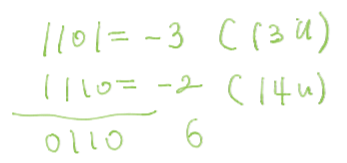 1101 = -3 (13u)
1110 = -2 (14u)
0110 6